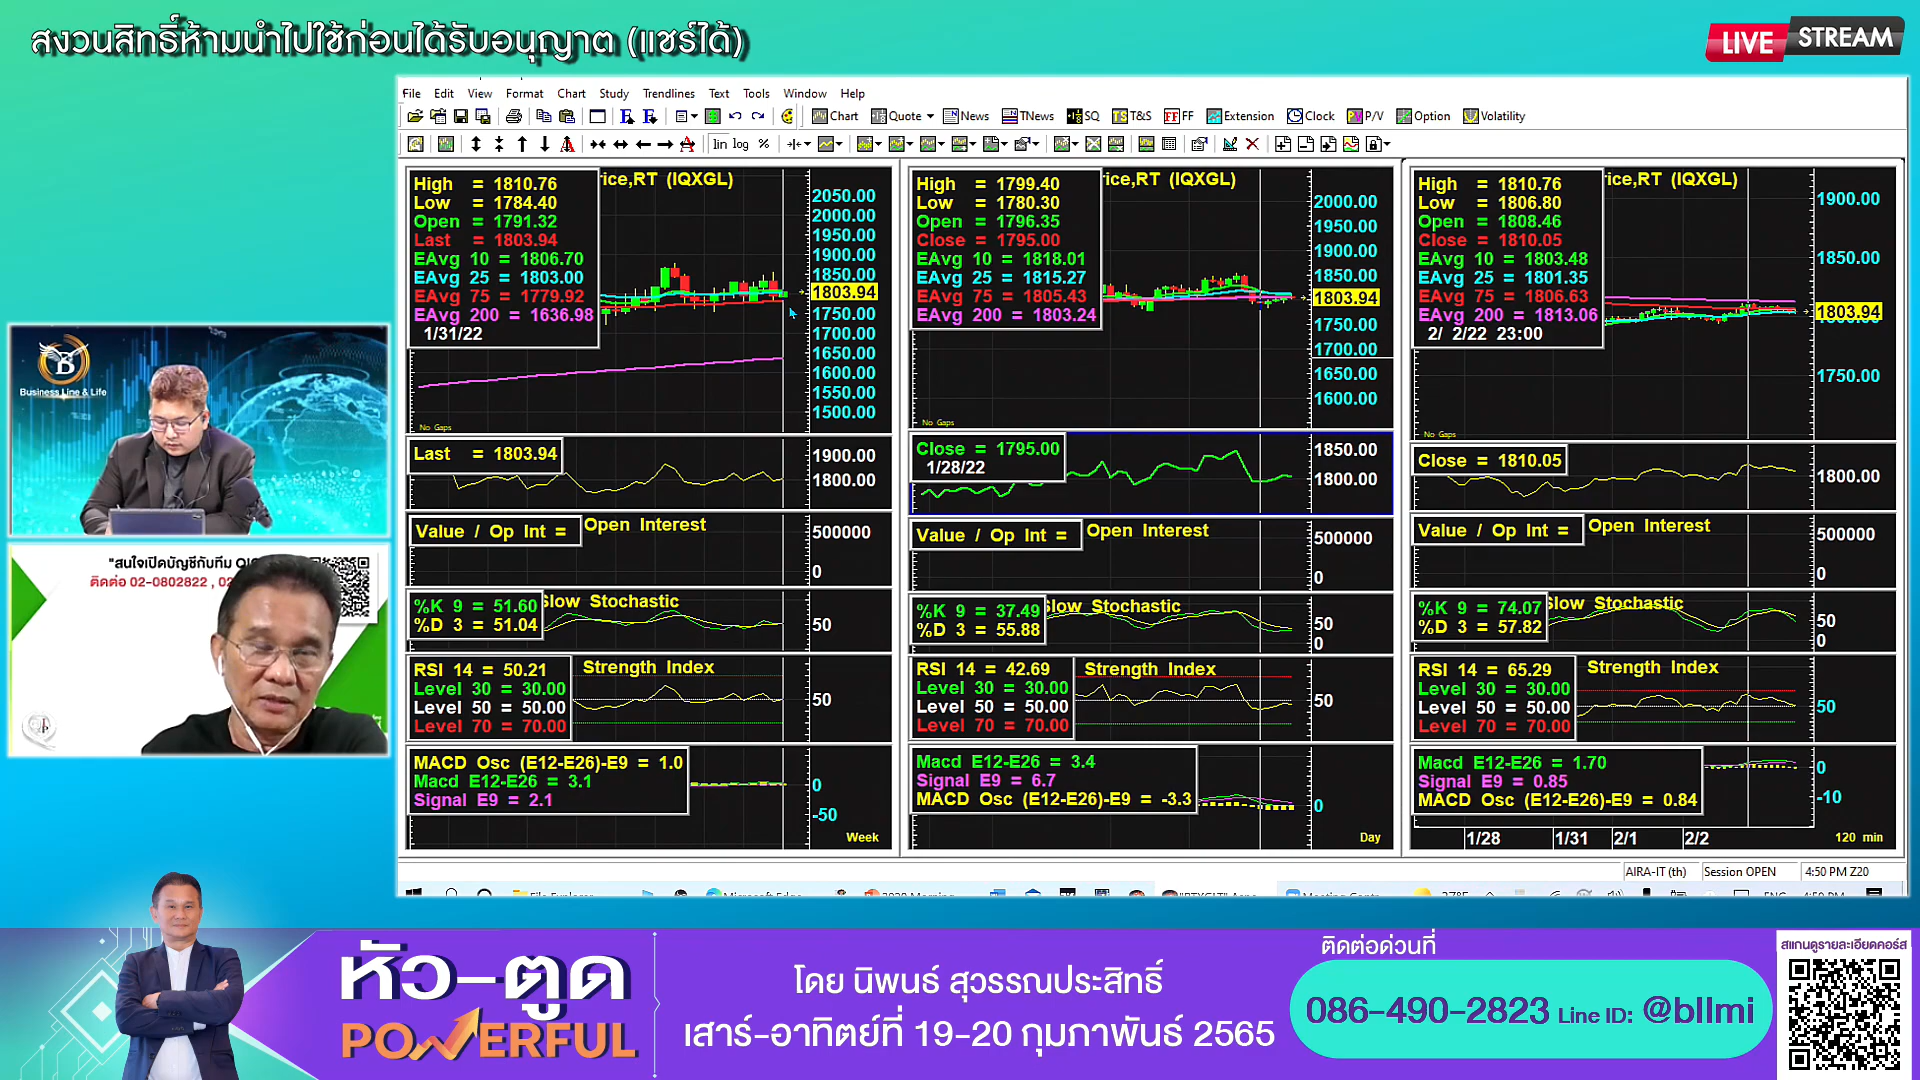 สงวนสิทธิ์ห้ามนำไปใช้ก่อนได้รับอนุญาต (แชร์ได้)
LIVE STREAM
File Edit View Format Chart Study Trendlines Text Tools Window Help
Chart Quote News TNews SQ T&S FF Extension Clock P/V Option Volatility
lin log %
High = 1810.76
Low = 1784.40
Open = 1791.32
Last = 1803.94
EAvg 10 = 1806.70
EAvg 25 = 1803.00
EAvg 75 = 1779.92
EAvg 200 = 1636.98
1/31/22
rice,RT (IQXGL)
2050.00
2000.00
1950.00
1900.00
1850.00
1803.94
1750.00
1700.00
1650.00
1600.00
1550.00
1500.00
No Gaps
Last = 1803.94
1900.00
1800.00
Value / Op Int =
Open Interest
500000
0
%K 9 = 51.60
%D 3 = 51.04
Slow Stochastic
50
RSI 14 = 50.21
Level 30 = 30.00
Level 50 = 50.00
Level 70 = 70.00
Strength Index
50
MACD Osc (E12-E26)-E9 = 1.0
Macd E12-E26 = 3.1
Signal E9 = 2.1
0
-50
Week
High = 1799.40
Low = 1780.30
Open = 1796.35
Close = 1795.00
EAvg 10 = 1818.01
EAvg 25 = 1815.27
EAvg 75 = 1805.43
EAvg 200 = 1803.24
rice,RT (IQXGL)
2000.00
1950.00
1900.00
1850.00
1803.94
1750.00
1700.00
1650.00
1600.00
No Gaps
Close = 1795.00
1/28/22
1850.00
1800.00
Value / Op Int =
Open Interest
500000
0
%K 9 = 37.49
%D 3 = 55.88
Slow Stochastic
50
0
RSI 14 = 42.69
Level 30 = 30.00
Level 50 = 50.00
Level 70 = 70.00
Strength Index
50
Macd E12-E26 = 3.4
Signal E9 = 6.7
MACD Osc (E12-E26)-E9 = -3.3
0
Day
High = 1810.76
Low = 1806.80
Open = 1808.46
Close = 1810.05
EAvg 10 = 1803.48
EAvg 25 = 1801.35
EAvg 75 = 1806.63
EAvg 200 = 1813.06
2/ 2/22 23:00
rice,RT (IQXGL)
1900.00
1850.00
1803.94
1750.00
No Gaps
Close = 1810.05
1800.00
Value / Op Int =
Open Interest
500000
0
%K 9 = 74.07
%D 3 = 57.82
Slow Stochastic
50
0
RSI 14 = 65.29
Level 30 = 30.00
Level 50 = 50.00
Level 70 = 70.00
Strength Index
50
Macd E12-E26 = 1.70
Signal E9 = 0.85
MACD Osc (E12-E26)-E9 = 0.84
0
-10
1/28 1/31 2/1 2/2
120 min
AIRA-IT (th) Session OPEN 4:50 PM Z20
B
Business Line & Life
"สนใจเปิดบัญชีกับทีม
ติดต่อ 02-0802822 ,
หัว-ตูด
POWERFUL
โดย นิพนธ์ สุวรรณประสิทธิ์
เสาร์-อาทิตย์ที่ 19-20 กุมภาพันธ์ 2565
ติดต่อด่วนที่
086-490-2823 Line ID: @bllmi
สแกนดูรายละเอียดคอร์ส